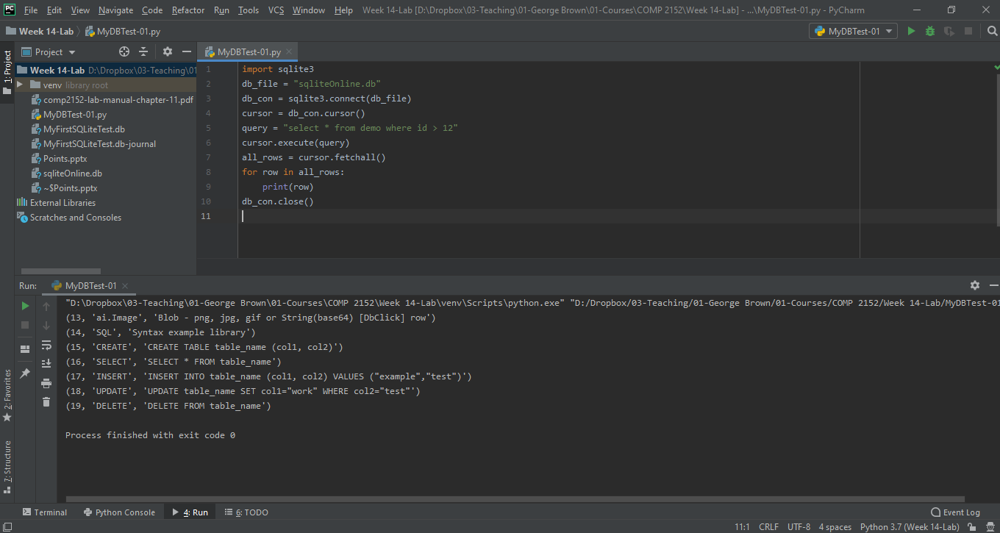 PC File Edit View Navigate Code Refactor Run Tools VCS Window Help Week 14-Lab [D:\Dropbox\03-Teaching\01-George Brown\01-Courses\COMP 2152\Week 14-Lab] - ...\MyDBTest-01.py - PyCharm
Week 14-Lab MyDBTest-01.py MyDBTest-01
1: Project
Project
MyDBTest-01.py
Week 14-Lab D:\Dropbox\03-Teaching\01
venv library root
comp2152-lab-manual-chapter-11.pdf
MyDBTest-01.py
MyFirstSQLiteTest.db
MyFirstSQLiteTest.db-journal
Points.pptx
sqliteOnline.db
~$Points.pptx
External Libraries
Scratches and Consoles
1 import sqlite3
2 db_file = "sqliteOnline.db"
3 db_con = sqlite3.connect(db_file)
4 cursor = db_con.cursor()
5 query = "select * from demo where id > 12"
6 cursor.execute(query)
7 all_rows = cursor.fetchall()
8 for row in all_rows:
9 print(row)
10 db_con.close()
11
Run: MyDBTest-01
"D:\Dropbox\03-Teaching\01-George Brown\01-Courses\COMP 2152\Week 14-Lab\venv\Scripts\python.exe" "D:/Dropbox/03-Teaching/01-George Brown/01-Courses/COMP 2152/Week 14-Lab/MyDBTest-01
(13, 'ai.Image', 'Blob - png, jpg, gif or String(base64) [DbClick] row')
(14, 'SQL', 'Syntax example library')
(15, 'CREATE', 'CREATE TABLE table_name (col1, col2)')
(16, 'SELECT', 'SELECT * FROM table_name')
(17, 'INSERT', 'INSERT INTO table_name (col1, col2) VALUES ("example","test")')
(18, 'UPDATE', 'UPDATE table_name SET col1="work" WHERE col2="test"')
(19, 'DELETE', 'DELETE FROM table_name')
Process finished with exit code 0
2: Favorites
7: Structure
Terminal Python Console 4: Run 6: TODO Event Log
11:1 CRLF UTF-8 4 spaces Python 3.7 (Week 14-Lab)